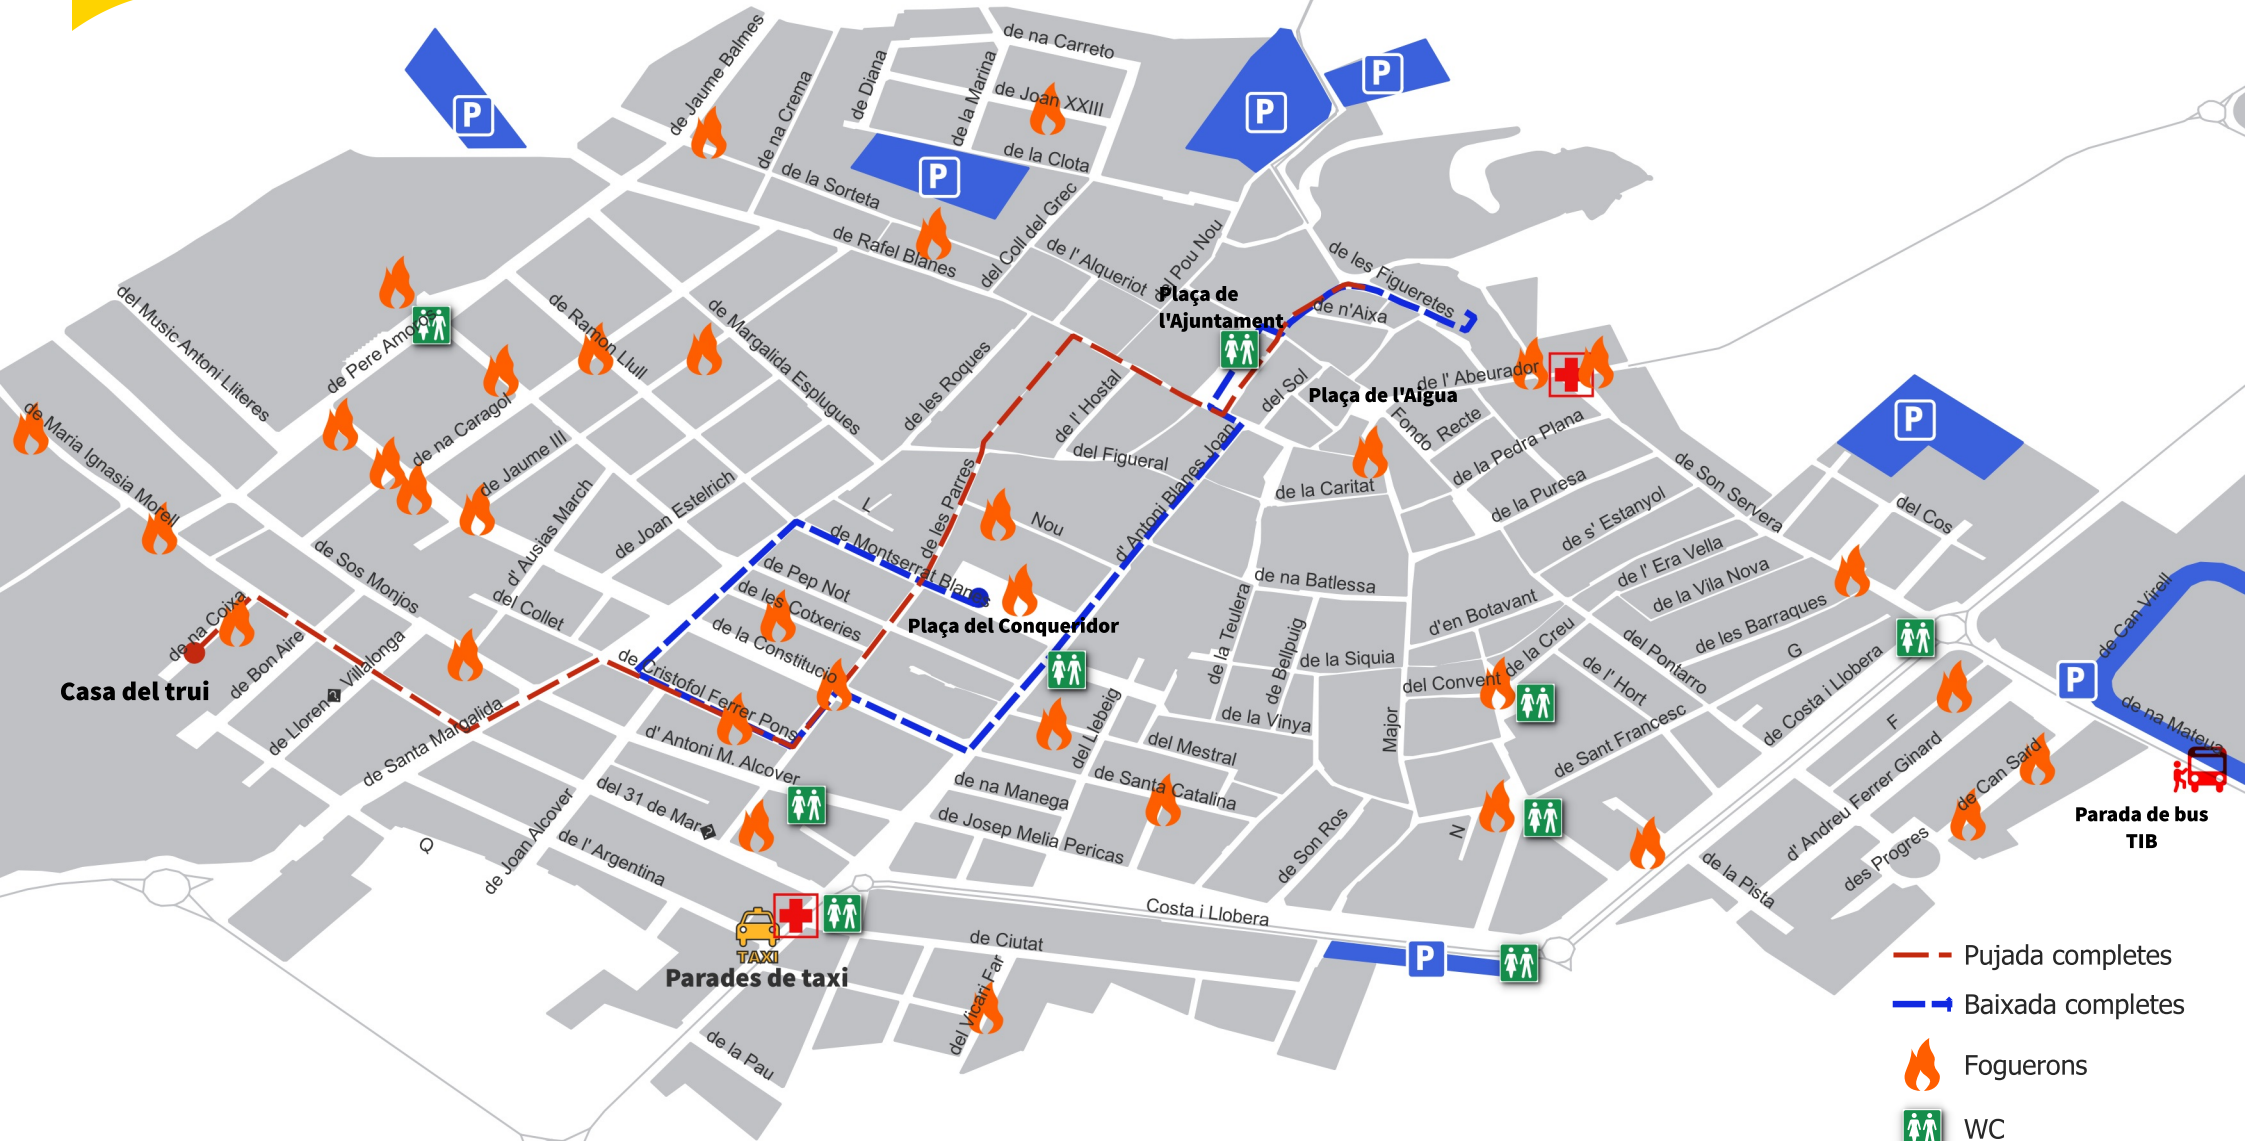 de Jaume Balmes
de na Crema
de Diana
de la Marina
de na Carreto
de Joan XXIII
de la Clota
P
P
P
P
de la Sorteta
de Rafel Blanes
del Coll del Grec
de l' Alqueriot
del Pou Nou
de les Figueretes
Plaça de
l'Ajuntament
de n'Aixa
del Music Antoni Lliteres
de Pere Amoros
de Ramon Llull
de Margalida Esplugues
de les Roques
de l' Hostal
del Sol
Plaça de l'Aigua
de l' Abeurador
Fondo
Recte
de la Pedra Plana
P
de Maria Ignasia Morell
de na Caragol
de Jaume III
del Figueral
de la Caritat
de la Puresa
de Son Servera
del Cos
de s' Estanyol
d' Ausias March
de Joan Estelrich
L
de les Parres
Nou
d' Antoni Blanes Joan
de Montserrat Blanes
de Sos Monjos
del Collet
de Pep Not
de les Cotxeries
de la Constitucio
Plaça del Conqueridor
de na Batlessa
de la Teulera
de Bellpuig
d'en Botavant
de l' Era Vella
de la Vila Nova
de les Barraques
G
de Can Virell
de na Coixa
de Bon Aire
Casa del trui
de Lloren� Villalonga
de Santa Margalida
de Cristofol Ferrer Pons
d' Antoni M. Alcover
de la Siquia
del Convent
de la Creu
de l' Hort
del Pontarro
de Costa i Llobera
P
de na Mateua
de la Vinya
Major
del Llebeig
del Mestral
de Santa Catalina
de Sant Francesc
F
d' Andreu Ferrer Ginard
de Can Sard
Parada de bus
TIB
del 31 de Mar�
de l' Argentina
de Joan Alcover
Q
de na Manega
de Josep Melia Pericas
de Son Ros
N
de la Pista
des Progres
Costa i Llobera
TAXI
Parades de taxi
de Ciutat
P
del Vicari Far
de la Pau
Pujada completes
Baixada completes
Foguerons
WC